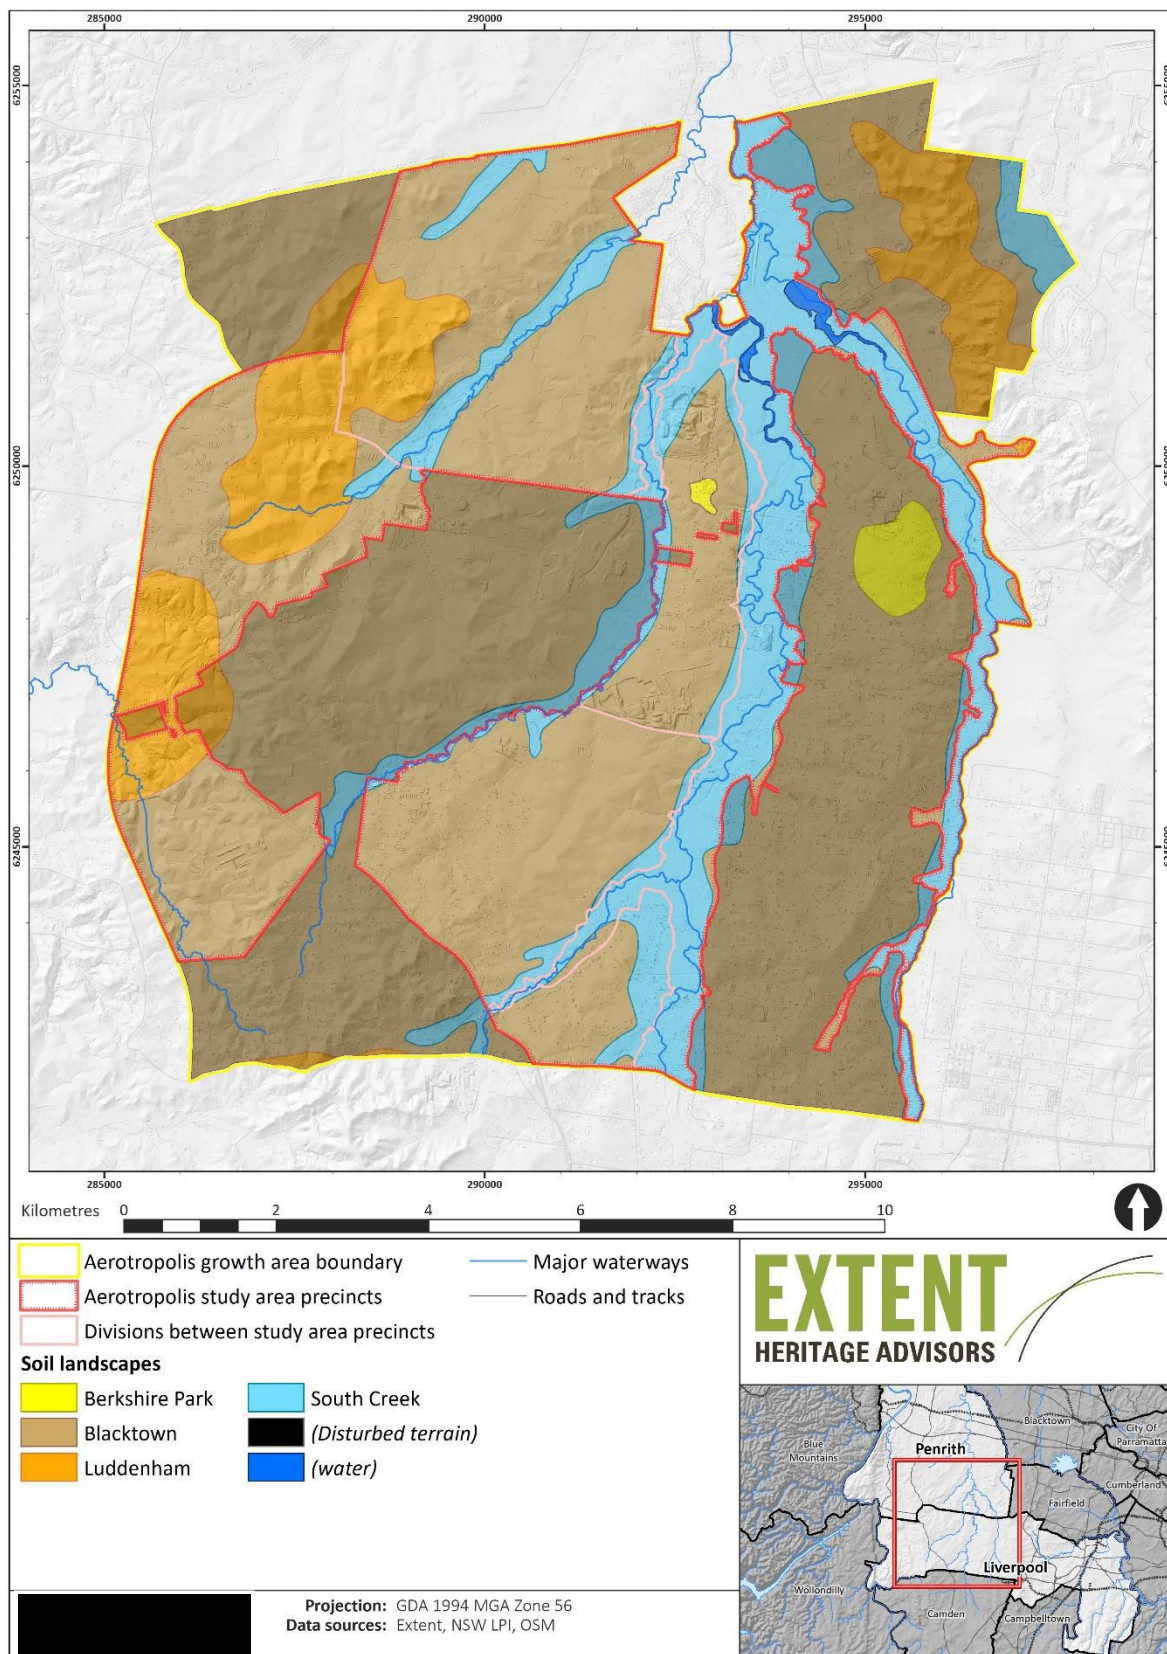 285000 290000 295000
6255000
6255000
6250000
6250000
6245000
6245000
285000 290000 295000
Kilometres 0 2 4 6 8 10
Aerotropolis growth area boundary
Aerotropolis study area precincts
Divisions between study area precincts
Major waterways
Roads and tracks
Soil landscapes
Berkshire Park
Blacktown
Luddenham
South Creek
(Disturbed terrain)
(water)
EXTENT
HERITAGE ADVISORS
Blue
Mountains
Penrith
Blacktown
City Of
Parramatta
Cumberland
Fairfield
Liverpool
Wollondilly
Camden
Campbelltown
Projection: GDA 1994 MGA Zone 56
Data sources: Extent, NSW LPI, OSM